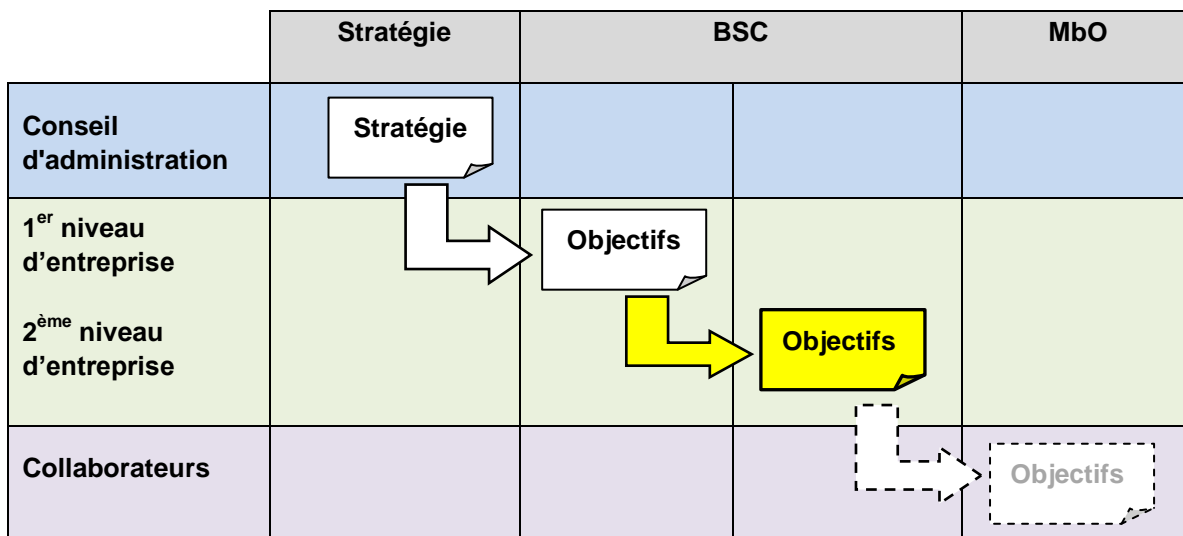 Stratégie BSC MbO
Conseil
d'administration
Stratégie
1er niveau
d’entreprise
Objectifs
2ème niveau
d’entreprise
Objectifs
Collaborateurs
Objectifs